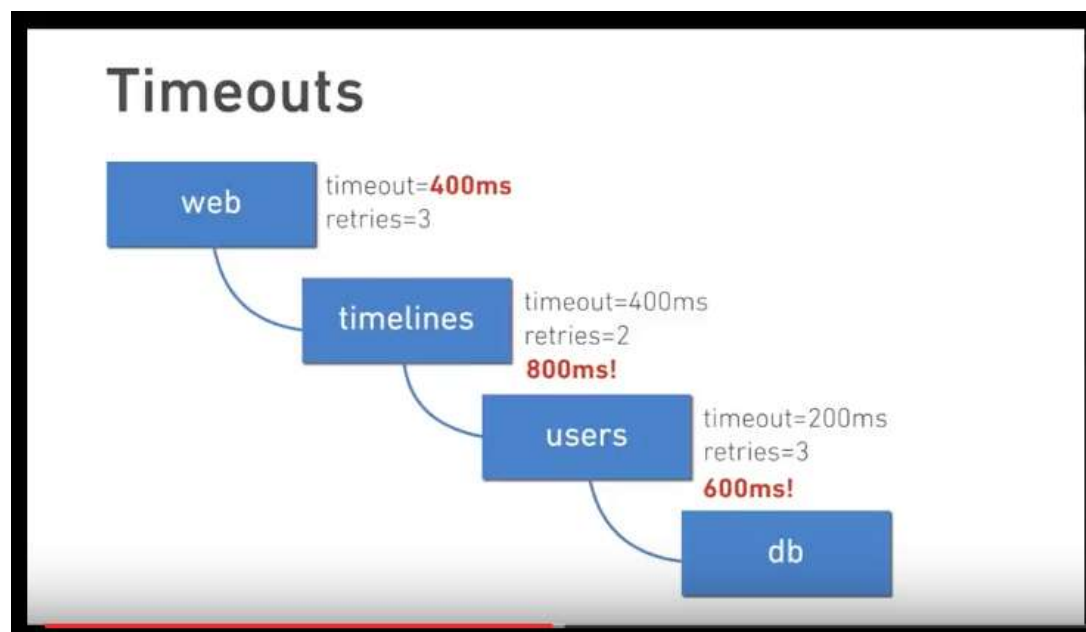 Timeouts
web
timeout=400ms
retries=3
timelines
timeout=400ms
retries=2
800ms!
users
timeout=200ms
retries=3
600ms!
db